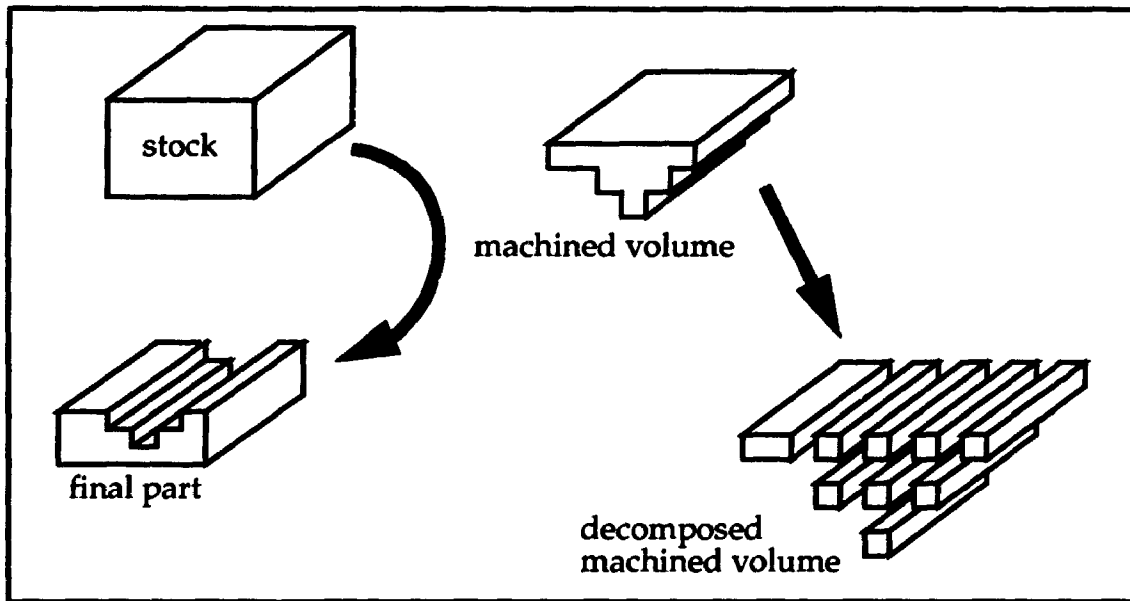 stock
machined volume
final part
decomposed
machined volume